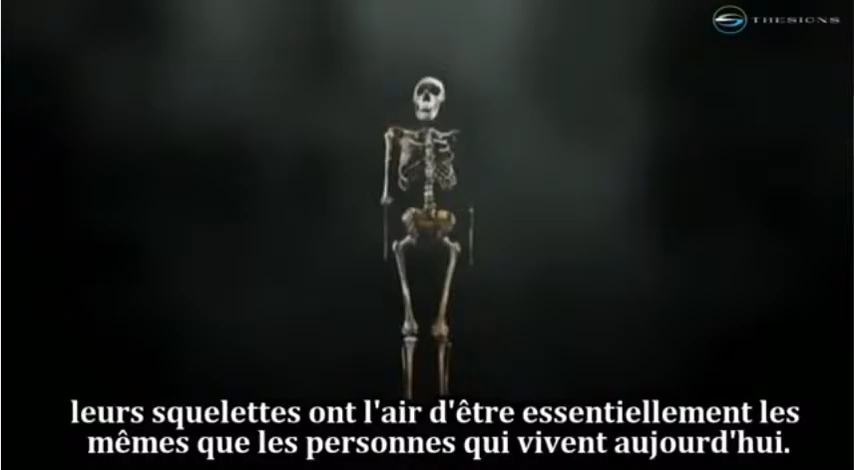 THESIGNS
leurs squelettes ont l'air d'être essentiellement les
mêmes que les personnes qui vivent aujourd'hui.